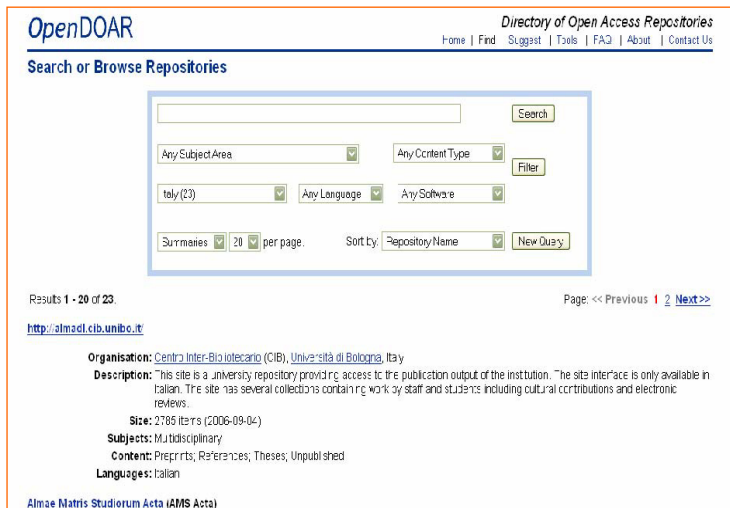 OpenDOAR
Directory of Open Access Repositories
Home | Find Suggest | Tools | FAQ | About | Contact Us
Search or Browse Repositories
Search
Any Subject Area Any Content Type
Filter
Italy (23) Any Language Any Software
Summaries 20 per page. Sort by: Repository Name New Query
Results 1 - 20 of 23. Page: << Previous 1 2 Next >>
http://almadl.cib.unibo.it/
Organisation: Centro Inter-Bibliotecario (CIB), Università di Bologna, Italy
Description: This site is a university repository providing access to the publication output of the institution. The site interface is only available in
Italian. The site has several collections containing work by staff and students including cultural contributions and electronic
reviews.
Size: 2785 items (2006-09-04)
Subjects: Multidisciplinary
Content: Preprints; References; Theses; Unpublished
Languages: Italian
Almae Matris Studiorum Acta (AMS Acta)